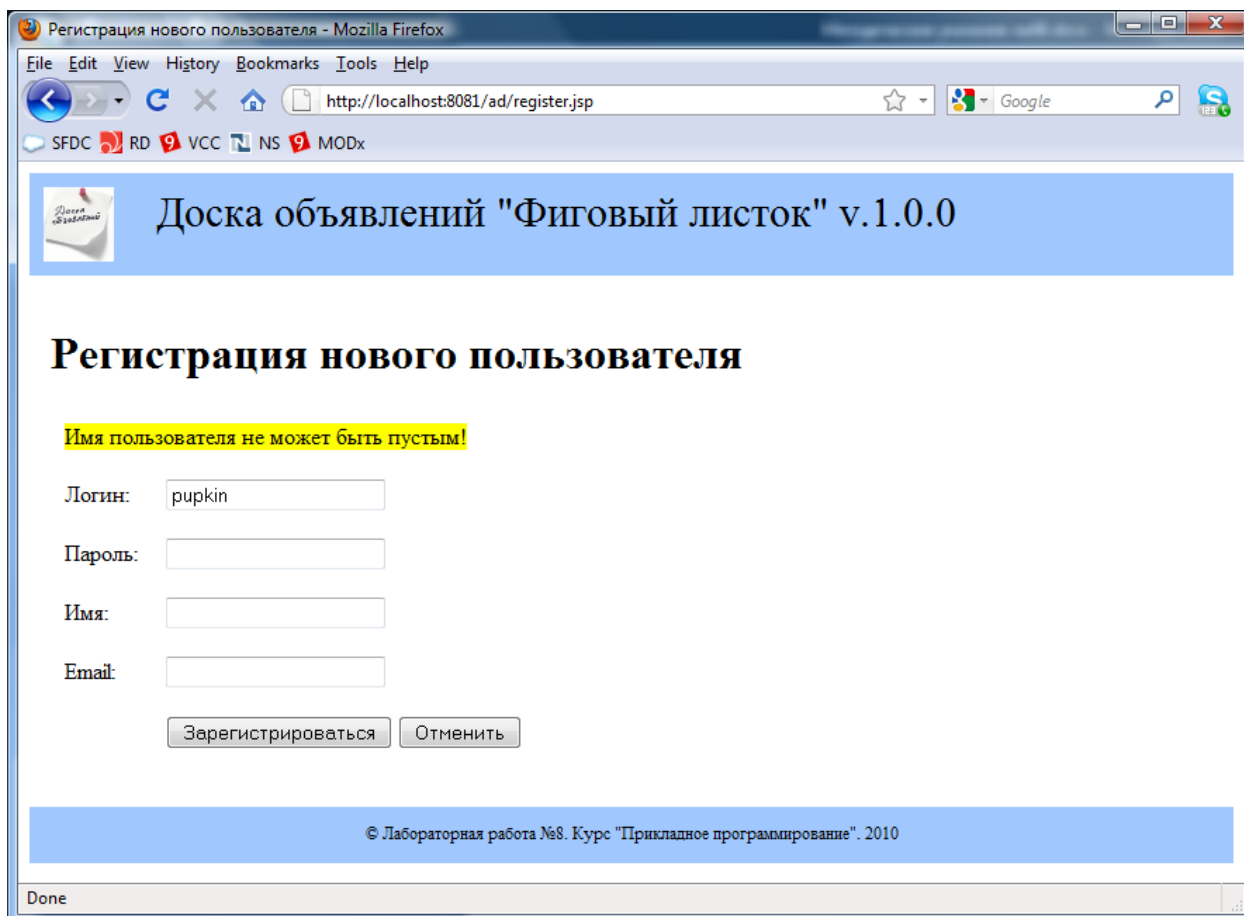 Регистрация нового пользователя - Mozilla Firefox
File Edit View History Bookmarks Tools Help
http://localhost:8081/ad/register.jsp
Google
SFDC RD VCC NS MODx
Доска объявлений
Доска объявлений "Фиговый листок" v.1.0.0
Регистрация нового пользователя
Имя пользователя не может быть пустым!
Логин: pupkin
Пароль:
Имя:
Email:
Зарегистрироваться Отменить
© Лабораторная работа №8. Курс "Прикладное программирование". 2010
Done